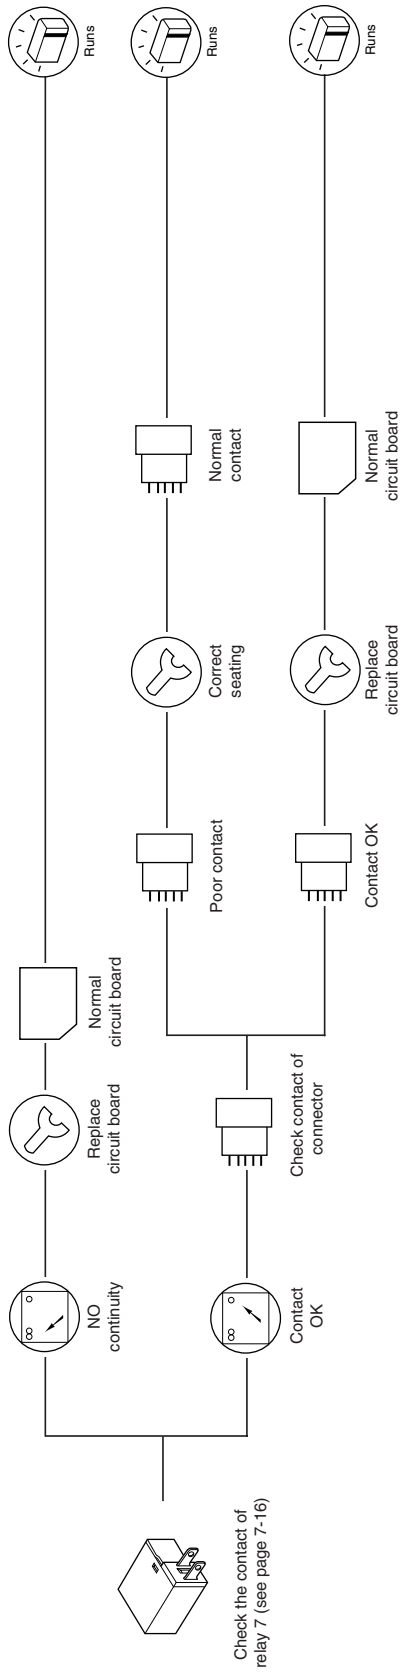 Check the contact of
relay 7 (see page 7-16)
NO
continuity
Replace
circuit board
Normal
circuit board
Runs
Contact
OK
Check contact of
connector
Poor contact
Correct
seating
Normal
contact
Runs
Contact OK
Replace
circuit board
Normal
circuit board
Runs